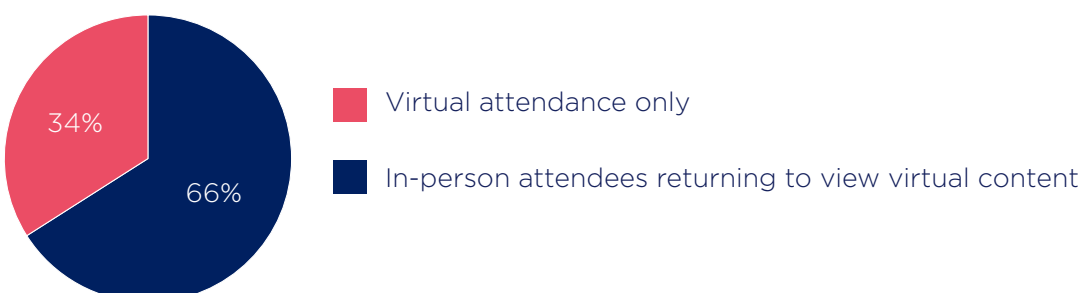 34%
66%
Virtual attendance only
In-person attendees returning to view virtual content